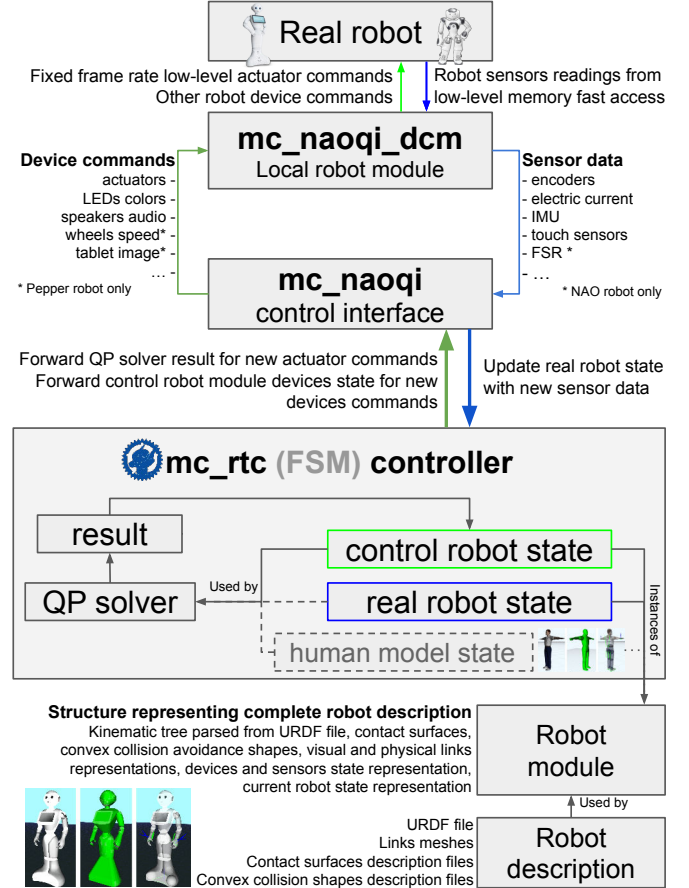 Real robot
Fixed frame rate low-level actuator commands
Other robot device commands
Robot sensors readings from
low-level memory fast access
mc_naoqi_dcm
Local robot module
Device commands
actuators -
LEDs colors -
speakers audio -
wheels speed* -
tablet image* -
... -
* Pepper robot only
Sensor data
- encoders
- electric current
- IMU
- touch sensors
- FSR *
- ...
* NAO robot only
mc_naoqi
control interface
Forward QP solver result for new actuator commands
Forward control robot module devices state for new
devices commands
Update real robot state
with new sensor data
mc_rtc (FSM) controller
result
control robot state
QP solver
Used by
real robot state
Instances of
human model state
...
Structure representing complete robot description
Kinematic tree parsed from URDF file, contact surfaces,
convex collision avoidance shapes, visual and physical links
representations, devices and sensors state representation,
current robot state representation
Robot
module
Used by
URDF file
Links meshes
Contact surfaces description files
Convex collision shapes description files
Robot
description